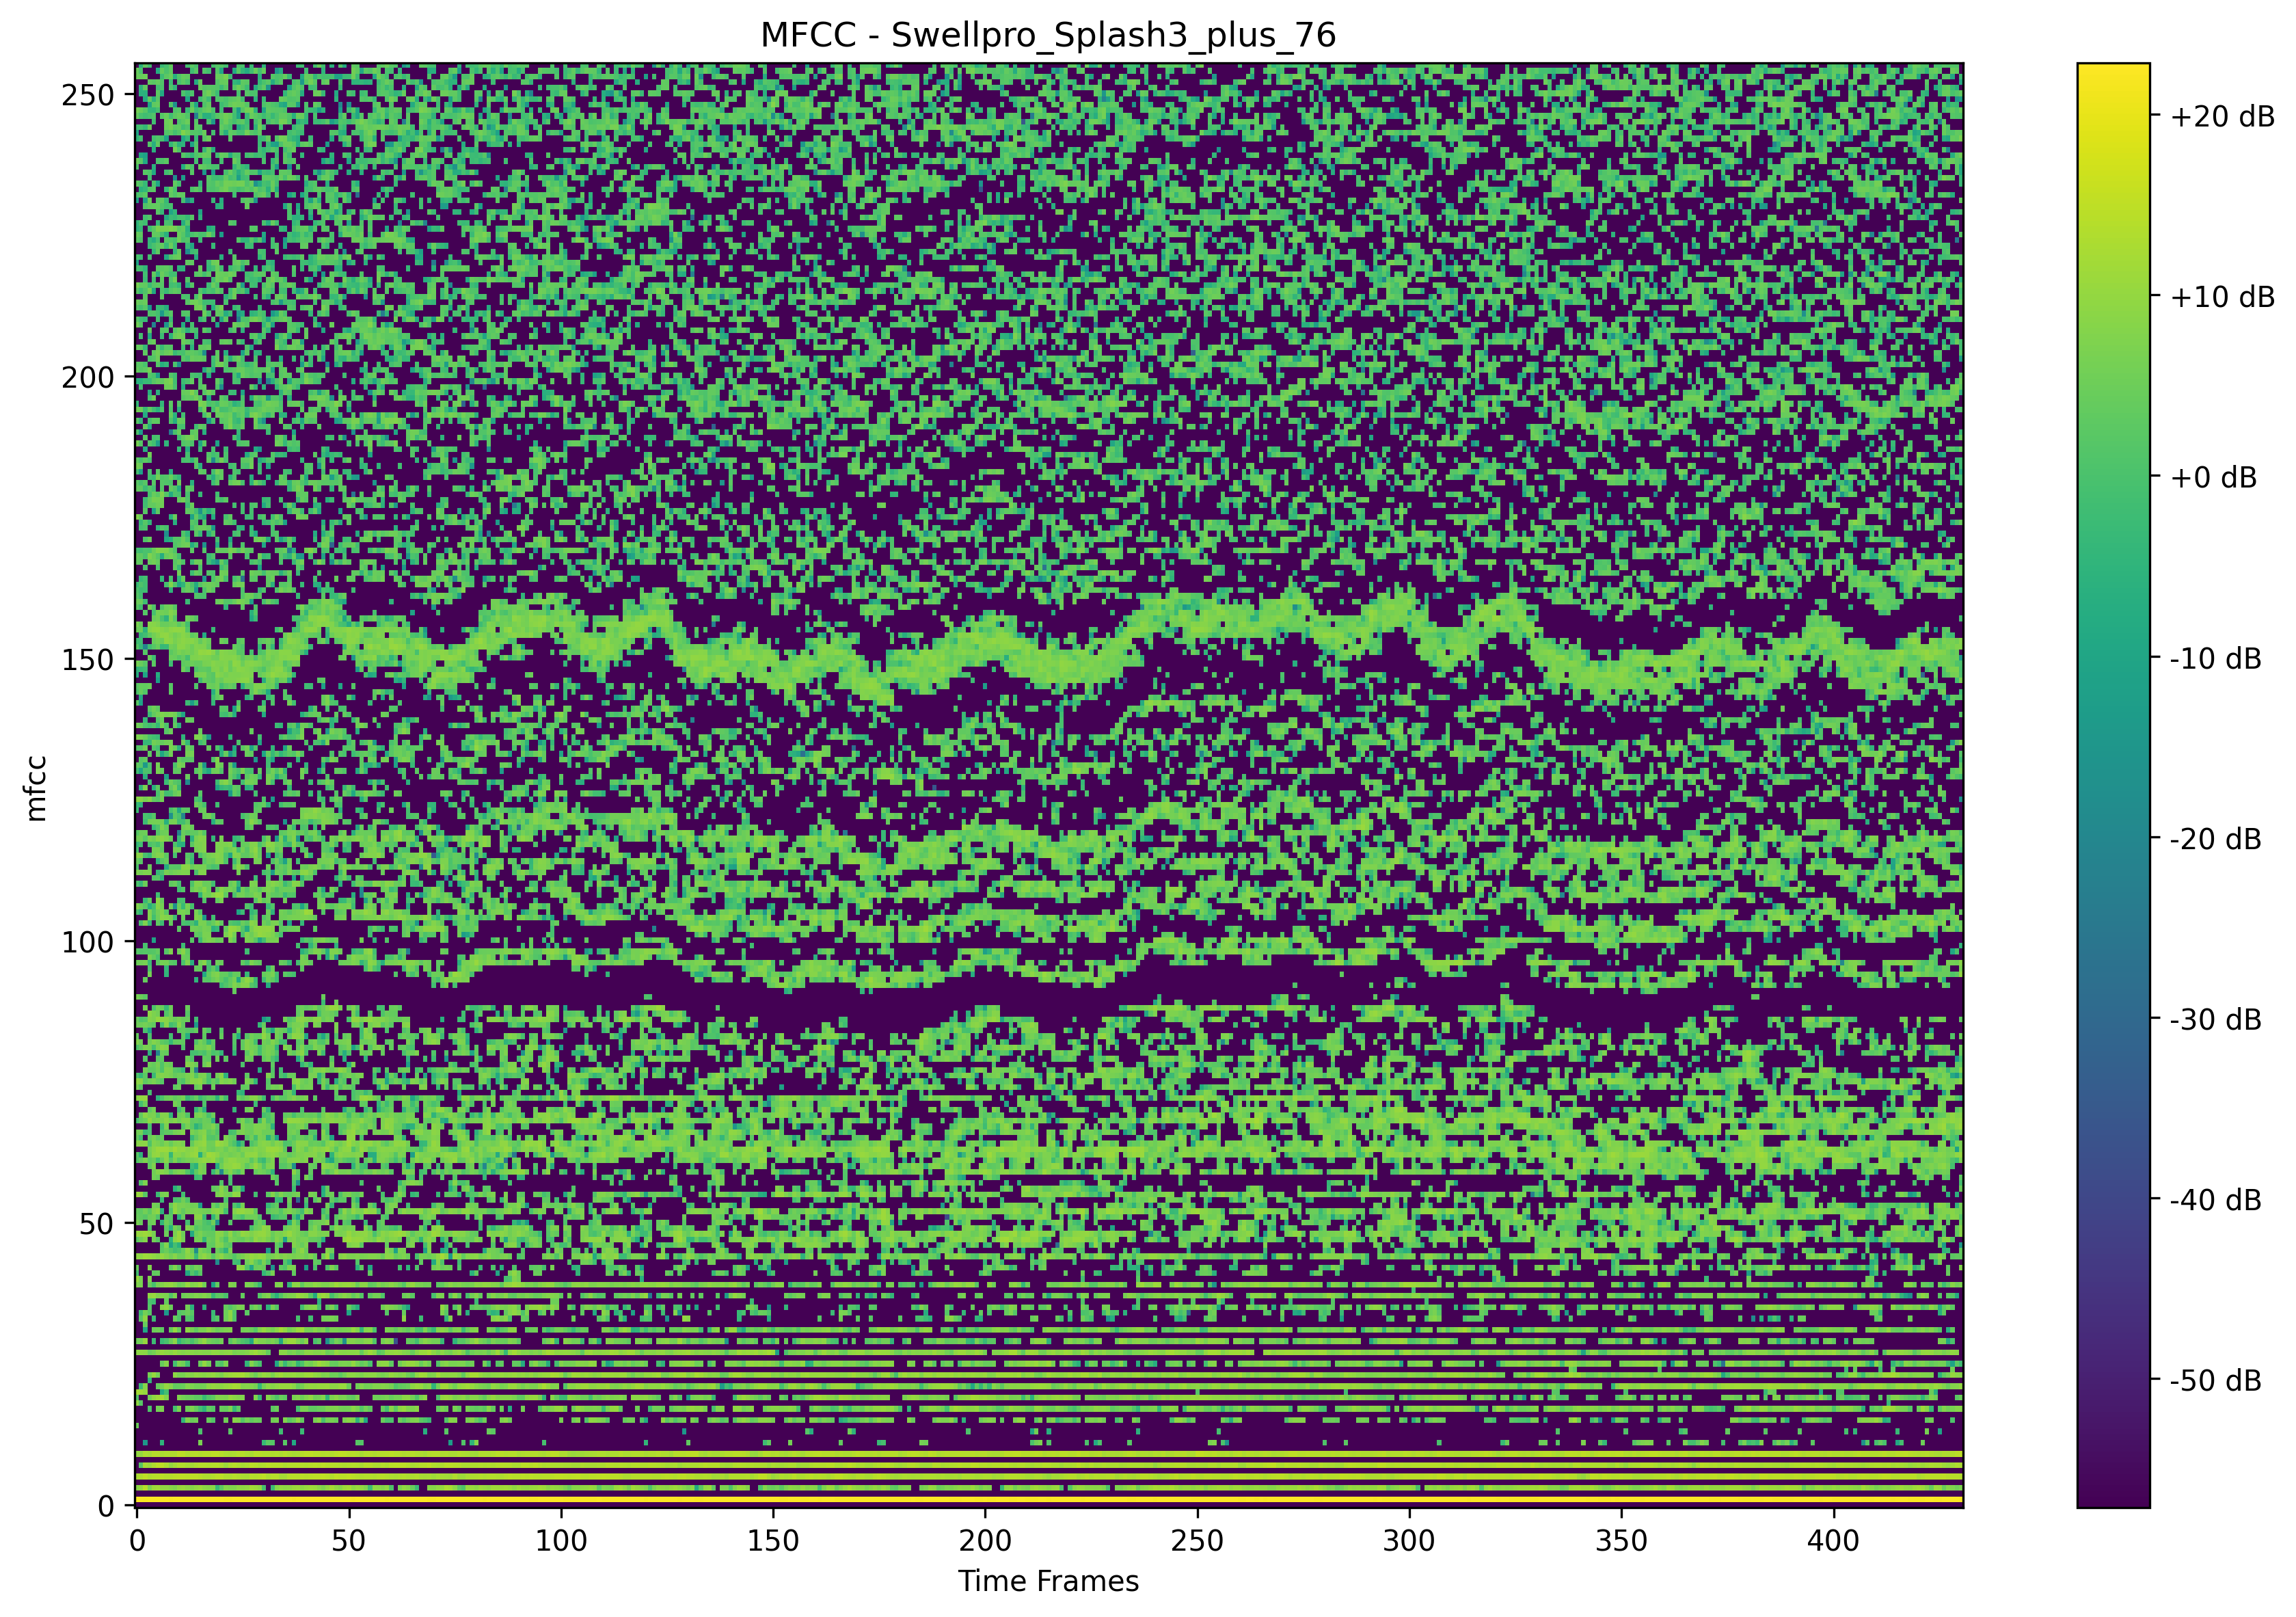 MFCC - Swellpro_Splash3_plus_76
250
200
150
100
50
0
mfcc
0 50 100 150 200 250 300 350 400
Time Frames
+20 dB
+10 dB
+0 dB
-10 dB
-20 dB
-30 dB
-40 dB
-50 dB